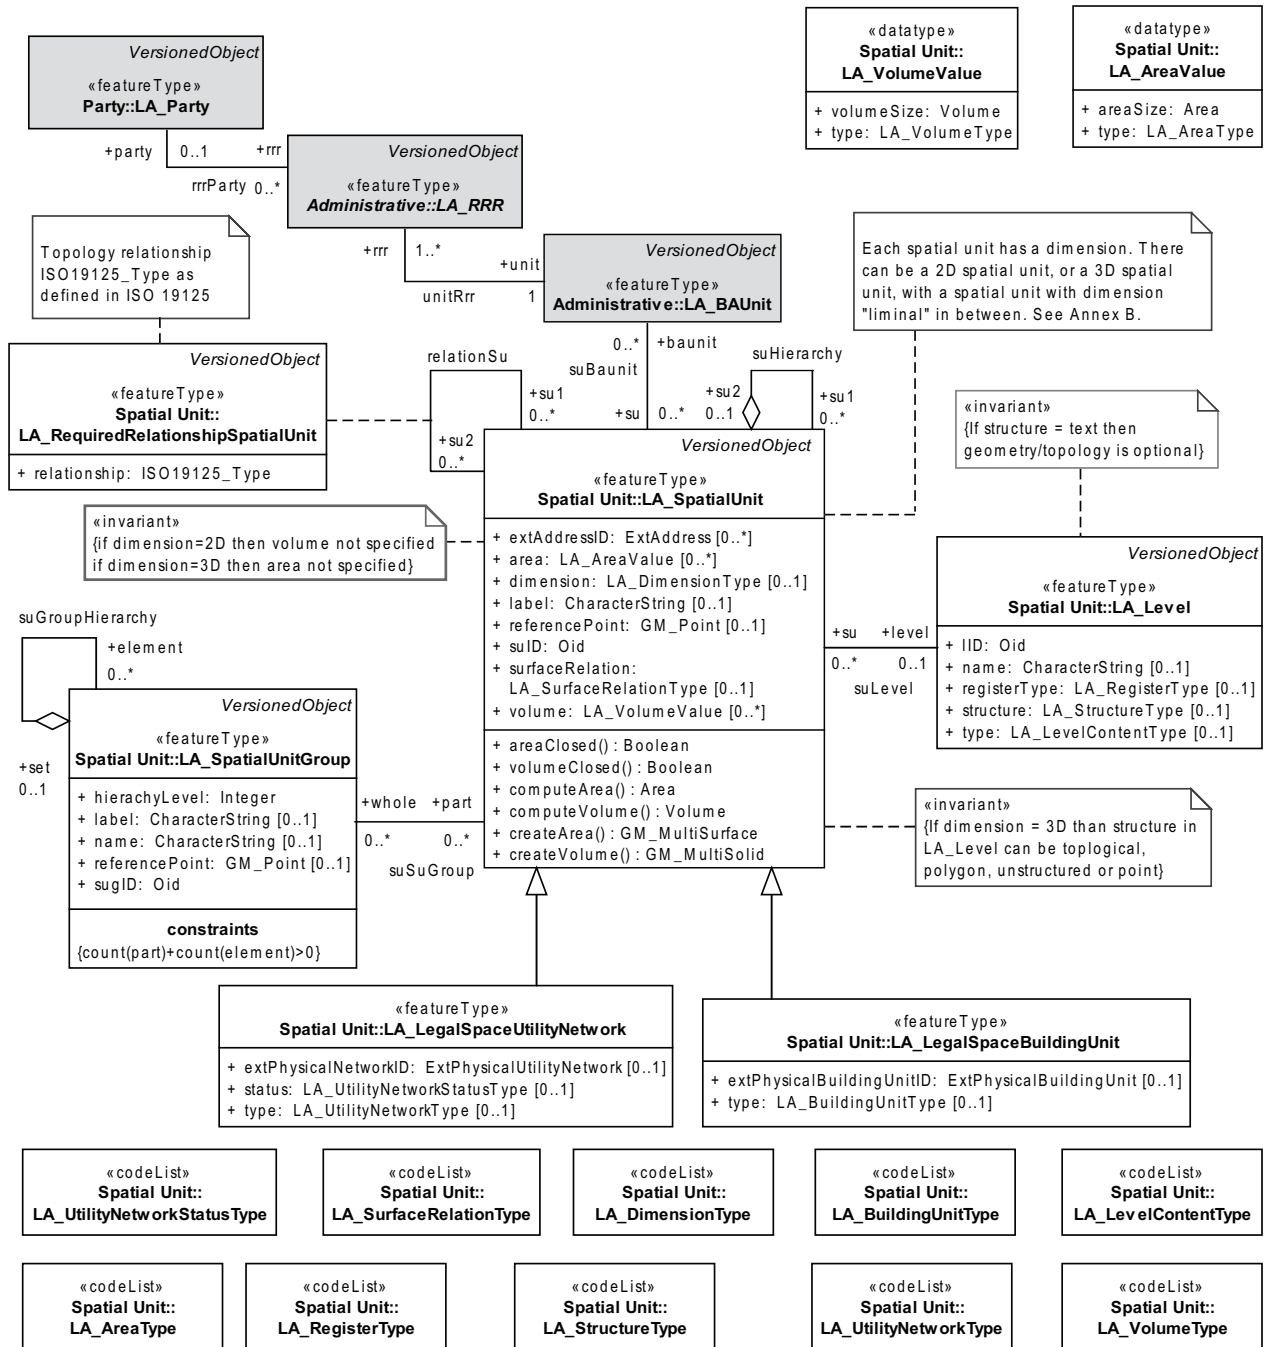 VersionedObject
«featureType»
Party::LA_Party
+party
0..1
+rrr
rrrParty
0..*
VersionedObject
«featureType»
Administrative::LA_RRR
+rrr
1..*
+unit
unitRrr
1
VersionedObject
«featureType»
Administrative::LA_BAUnit
«datatype»
Spatial Unit::
LA_VolumeValue
+ volumeSize: Volume
+ type: LA_VolumeType
«datatype»
Spatial Unit::
LA_AreaValue
+ areaSize: Area
+ type: LA_AreaType
Topology relationship
ISO19125_Type as
defined in ISO 19125
Each spatial unit has a dimension. There
can be a 2D spatial unit, or a 3D spatial
unit, with a spatial unit with dimension
"liminal" in between. See Annex B.
VersionedObject
«featureType»
Spatial Unit::
LA_RequiredRelationshipSpatialUnit
+ relationship: ISO19125_Type
relationSu
+su1
0..*
+su2
0..*
0..*
+baunit
suBaunit
+su
0..*
suHierarchy
+su2
0..1
+su1
0..*
«invariant»
{If structure = text then
geometry/topology is optional}
«invariant»
{if dimension=2D then volume not specified
if dimension=3D then area not specified}
VersionedObject
«featureType»
Spatial Unit::LA_SpatialUnit
+ extAddressID: ExtAddress [0..*]
+ area: LA_AreaValue [0..*]
+ dimension: LA_DimensionType [0..1]
+ label: CharacterString [0..1]
+ referencePoint: GM_Point [0..1]
+ suID: Oid
+ surfaceRelation:
LA_SurfaceRelationType [0..1]
+ volume: LA_VolumeValue [0..*]
+ areaClosed() : Boolean
+ volumeClosed() : Boolean
+ computeArea() : Area
+ computeVolume() : Volume
+ createArea() : GM_MultiSurface
+ createVolume() : GM_MultiSolid
+su
+level
0..*
0..1
suLevel
VersionedObject
«featureType»
Spatial Unit::LA_Level
+ lID: Oid
+ name: CharacterString [0..1]
+ registerType: LA_RegisterType [0..1]
+ structure: LA_StructureType [0..1]
+ type: LA_LevelContentType [0..1]
suGroupHierarchy
+element
0..*
+set
0..1
VersionedObject
«featureType»
Spatial Unit::LA_SpatialUnitGroup
+ hierachyLevel: Integer
+ label: CharacterString [0..1]
+ name: CharacterString [0..1]
+ referencePoint: GM_Point [0..1]
+ sugID: Oid
constraints
{count(part)+count(element)>0}
+whole
+part
0..*
0..*
suSuGroup
«invariant»
{If dimension = 3D than structure in
LA_Level can be toplogical,
polygon, unstructured or point}
«featureType»
Spatial Unit::LA_LegalSpaceUtilityNetwork
+ extPhysicalNetworkID: ExtPhysicalUtilityNetwork [0..1]
+ status: LA_UtilityNetworkStatusType [0..1]
+ type: LA_UtilityNetworkType [0..1]
«featureType»
Spatial Unit::LA_LegalSpaceBuildingUnit
+ extPhysicalBuildingUnitID: ExtPhysicalBuildingUnit [0..1]
+ type: LA_BuildingUnitType [0..1]
«codeList»
Spatial Unit::
LA_UtilityNetworkStatusType
«codeList»
Spatial Unit::
LA_SurfaceRelationType
«codeList»
Spatial Unit::
LA_DimensionType
«codeList»
Spatial Unit::
LA_BuildingUnitType
«codeList»
Spatial Unit::
LA_LevelContentType
«codeList»
Spatial Unit::
LA_AreaType
«codeList»
Spatial Unit::
LA_RegisterType
«codeList»
Spatial Unit::
LA_StructureType
«codeList»
Spatial Unit::
LA_UtilityNetworkType
«codeList»
Spatial Unit::
LA_VolumeType